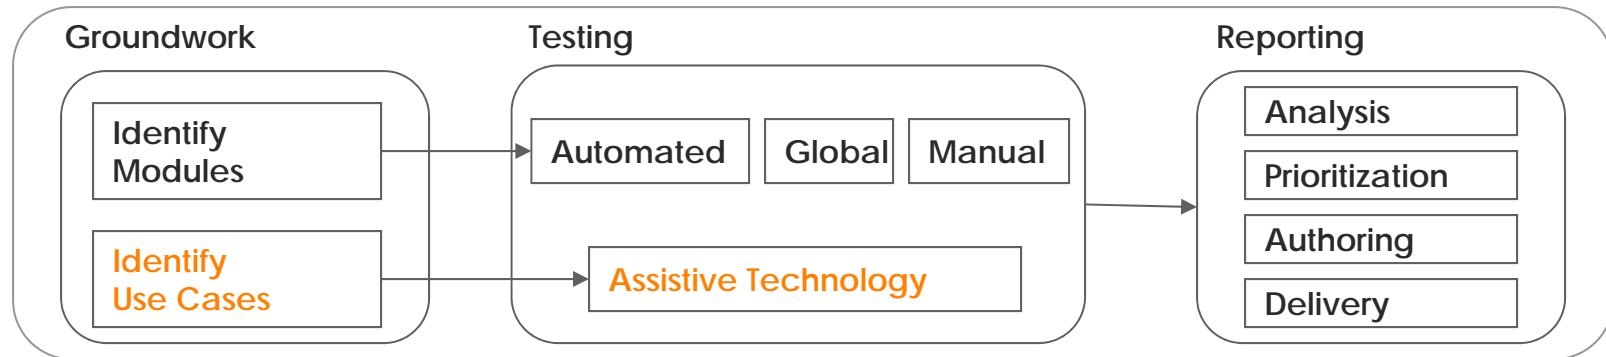 Groundwork
Identify
Modules
Identify
Use Cases
Testing
Automated
Global
Manual
Assistive Technology
Reporting
Analysis
Prioritization
Authoring
Delivery